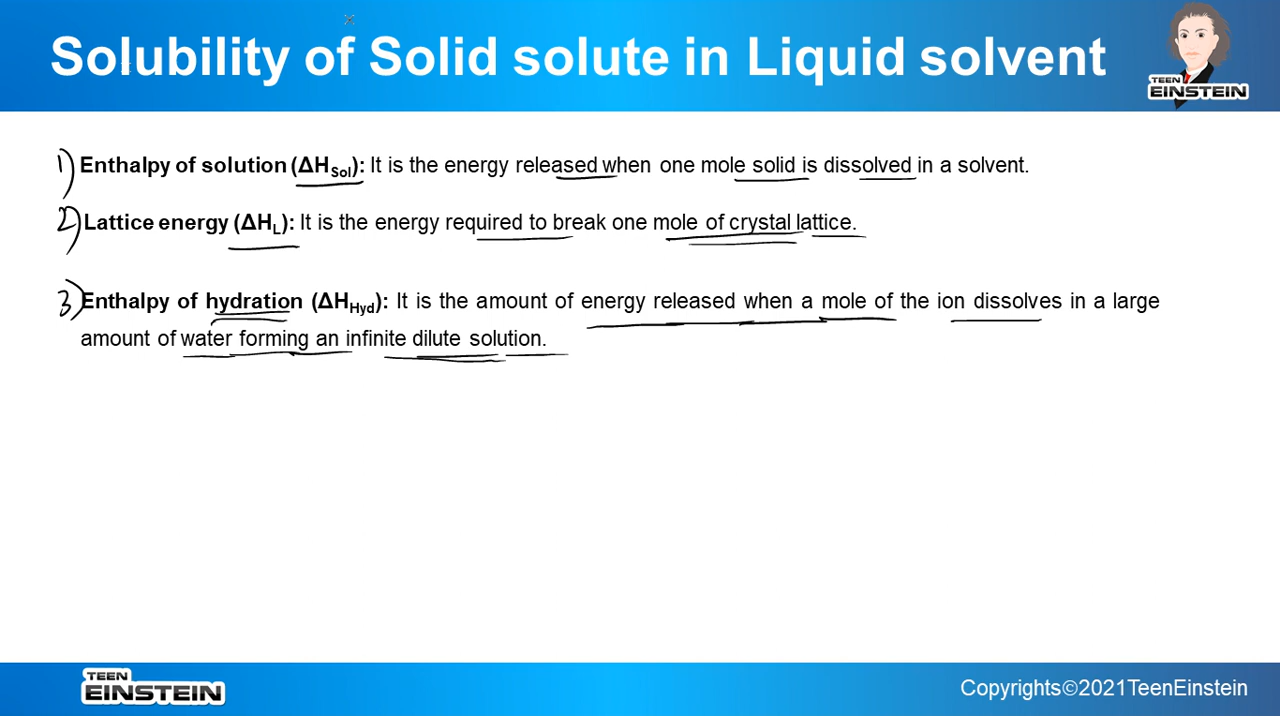 Solubility of Solid solute in Liquid solvent
TEEN
EINSTEIN
1) Enthalpy of solution (ΔHSol): It is the energy released when one mole solid is dissolved in a solvent.
2) Lattice energy (ΔHL): It is the energy required to break one mole of crystal lattice.
3) Enthalpy of hydration (ΔHHyd): It is the amount of energy released when a mole of the ion dissolves in a large
amount of water forming an infinite dilute solution.
TEEN
EINSTEIN
Copyrights©2021TeenEinstein